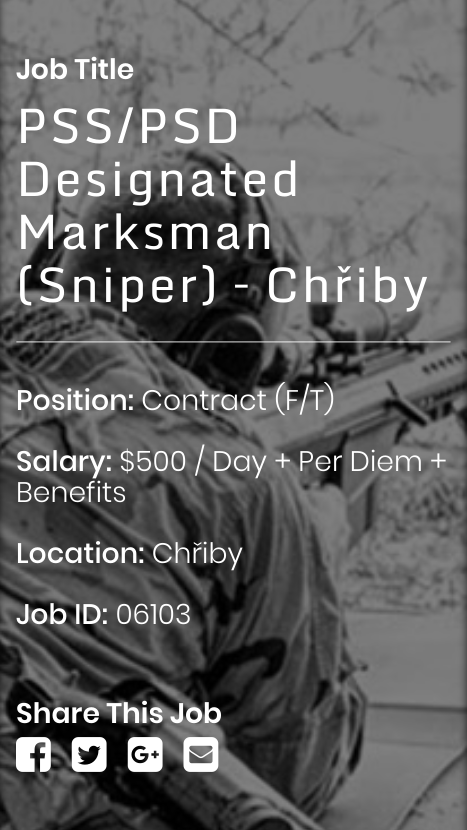 Job Title
PSS/PSD
Designated
Marksman
(Sniper) - Chřiby
Position: Contract (F/T)
Salary: $500 / Day + Per Diem +
Benefits
Location: Chřiby
Job ID: 06103
Share This Job